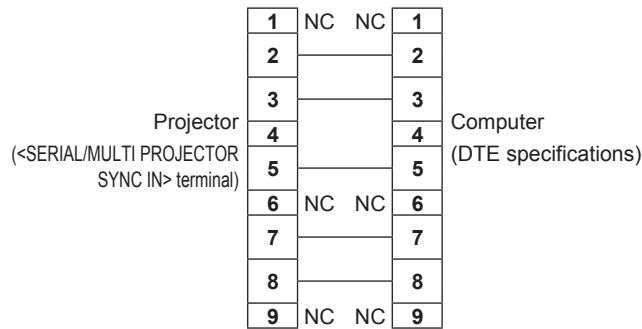 1 NC NC 1
2 2
3 3
Projector
(<SERIAL/MULTI PROJECTOR
SYNC IN> terminal)
4 4
Computer
(DTE specifications)
5 5
6 NC NC 6
7 7
8 8
9 NC NC 9